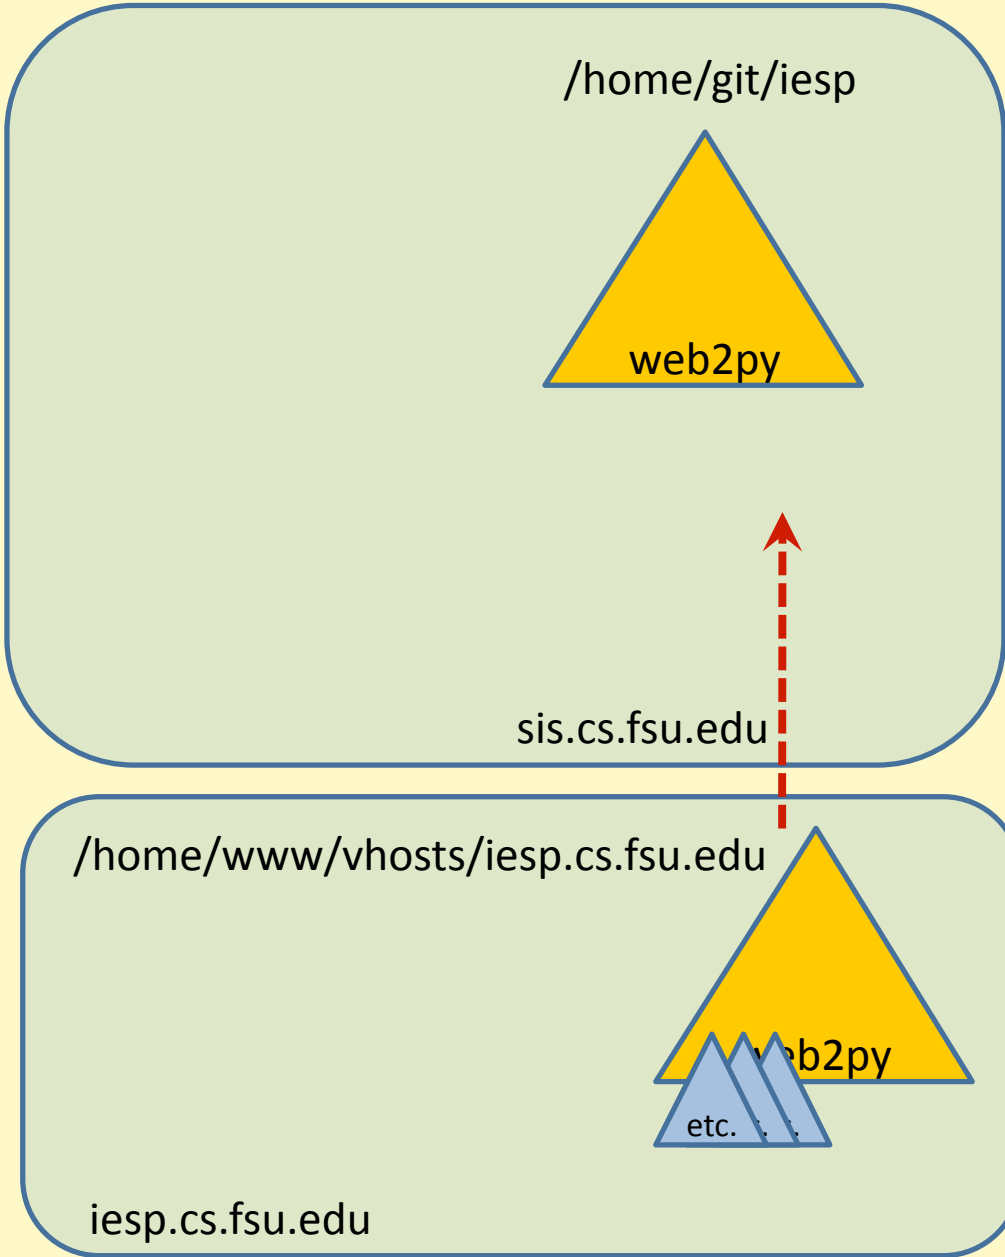 /home/git/iesp
web2py
sis.cs.fsu.edu
/home/www/vhosts/iesp.cs.fsu.edu
web2py
etc.
iesp.cs.fsu.edu